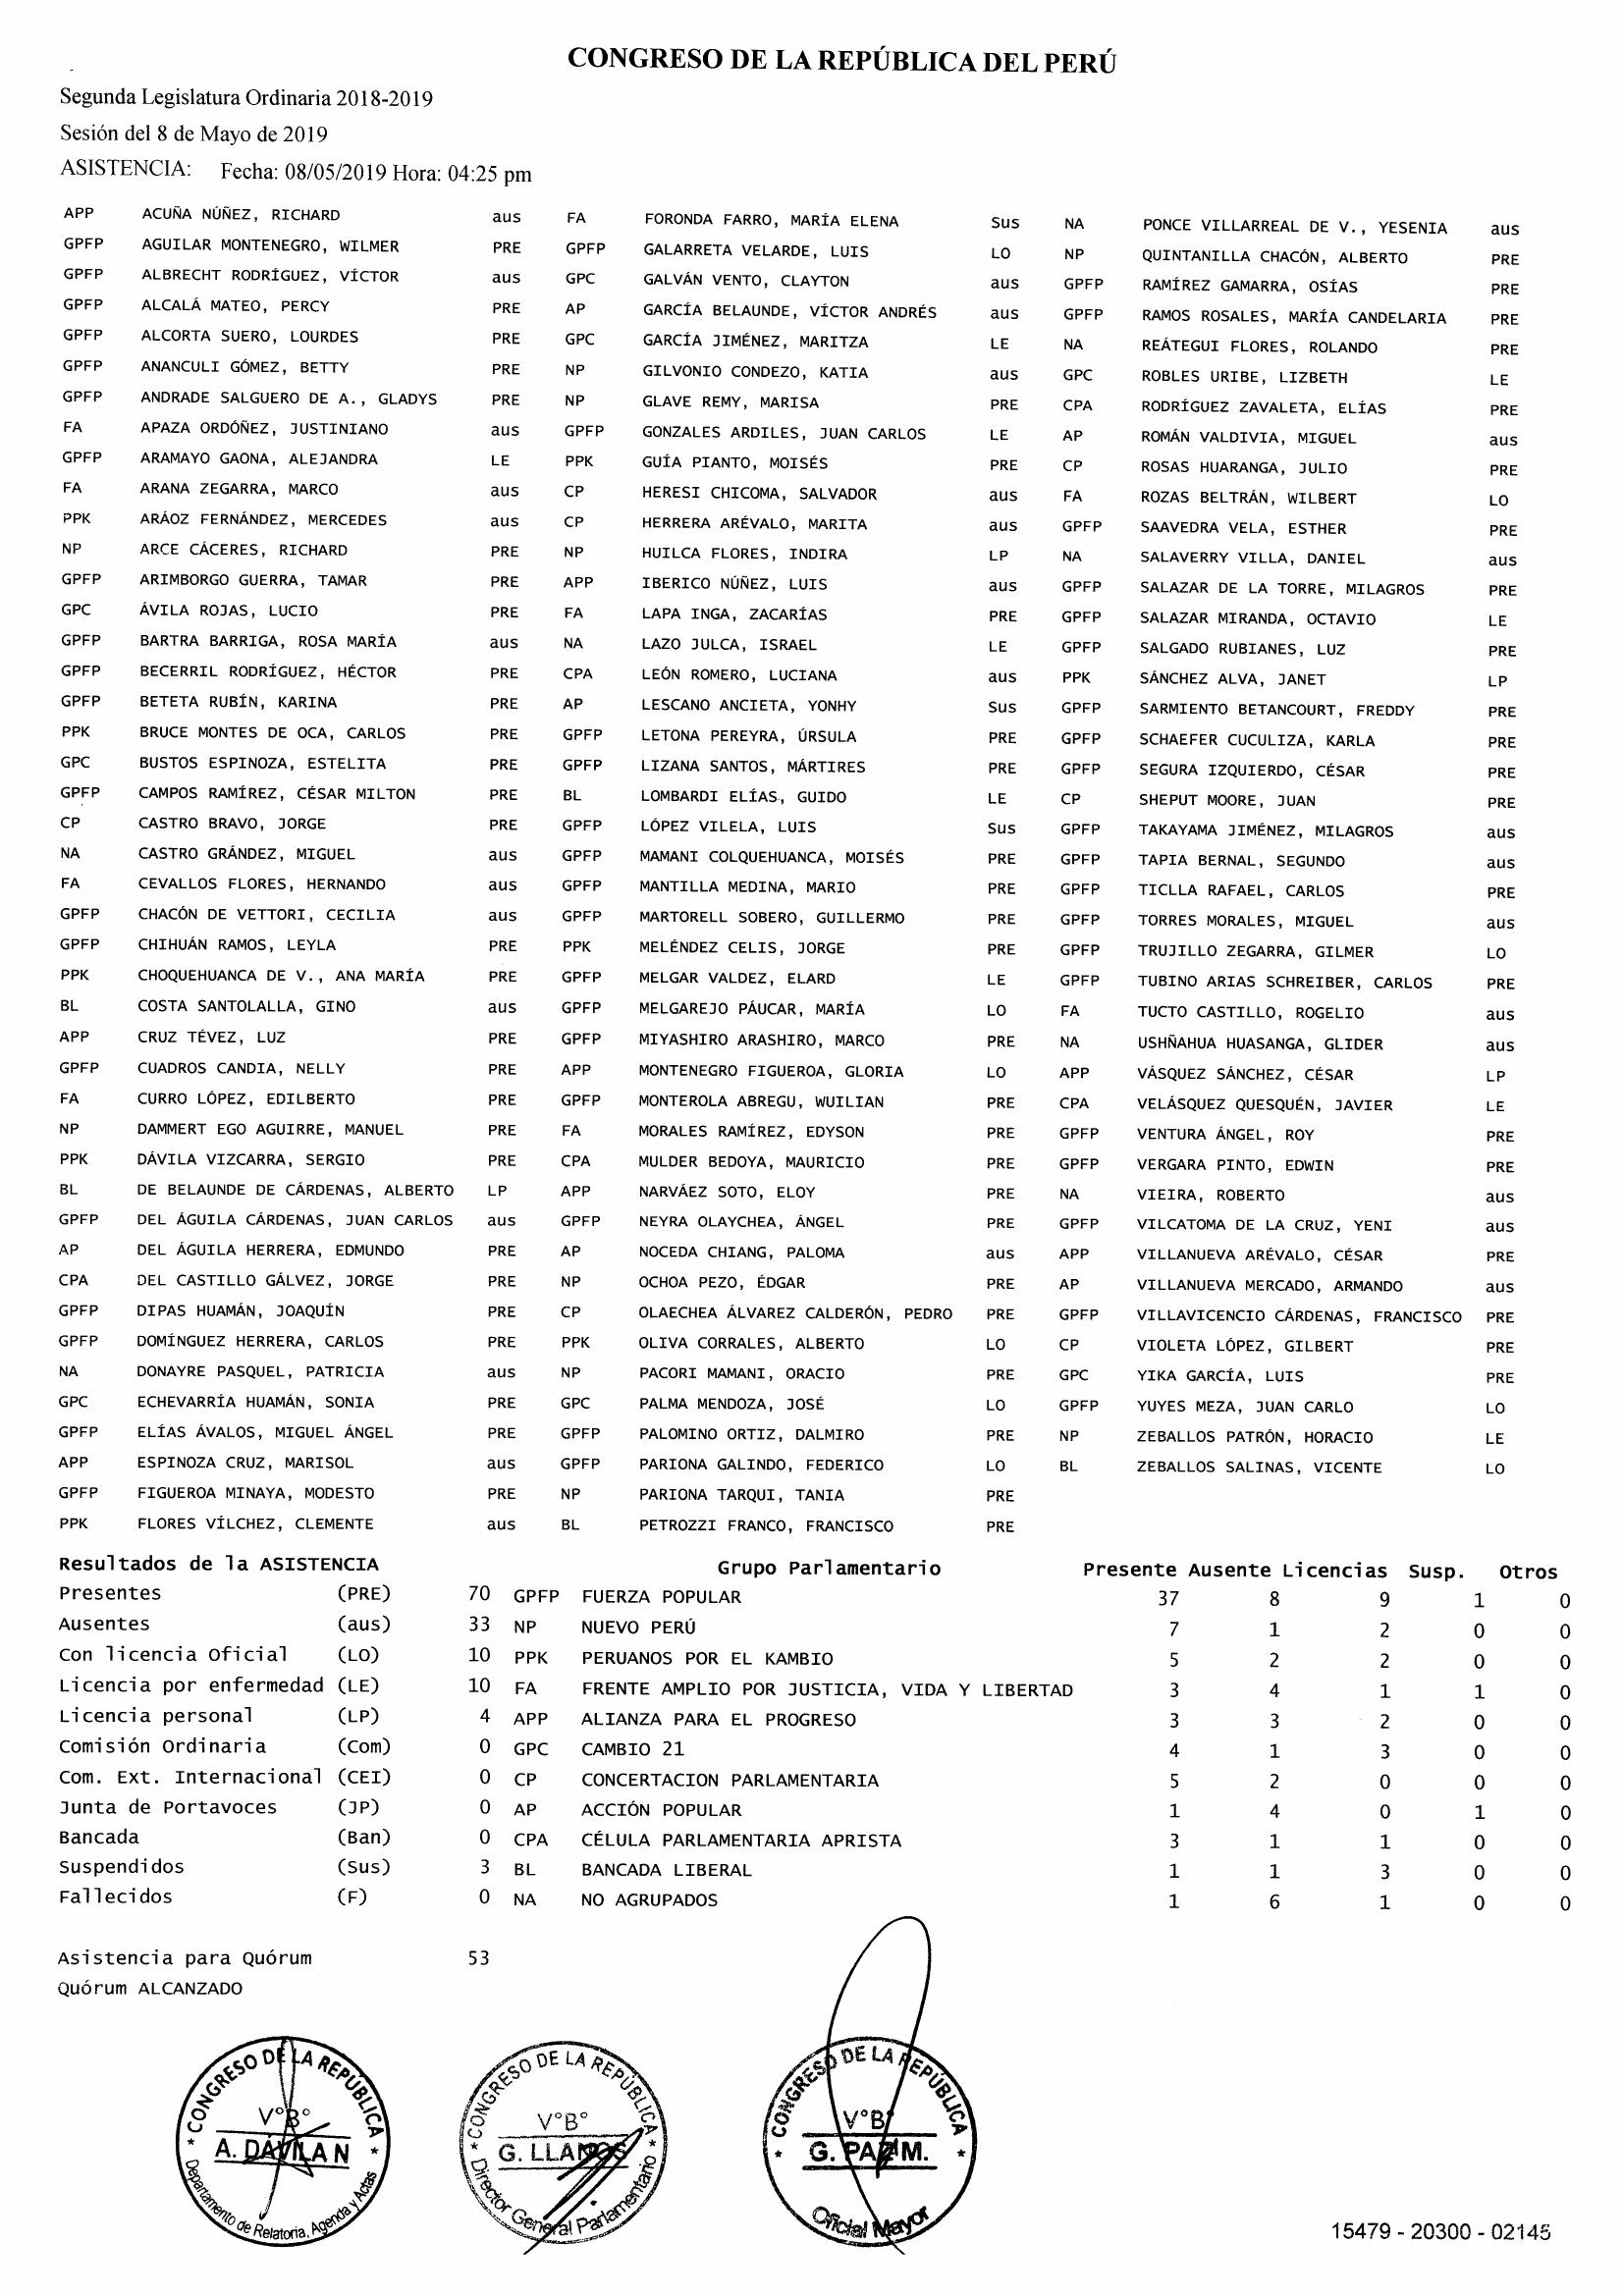 CONGRESO DE LA REPÚBLICA DEL PERÚ
Segunda Legislatura Ordinaria 2018-2019
Sesión del 8 de Mayo de 2019
ASISTENCIA: Fecha: 08/05/2019 Hora: 04:25 pm
APP ACUÑA NÚÑEZ, RICHARD aus
GPFP AGUILAR MONTENEGRO, WILMER PRE
GPFP ALBRECHT RODRÍGUEZ, VÍCTOR aus
GPFP ALCALÁ MATEO, PERCY PRE
GPFP ALCORTA SUERO, LOURDES PRE
GPFP ANANCULI GÓMEZ, BETTY PRE
GPFP ANDRADE SALGUERO DE A., GLADYS PRE
FA APAZA ORDÓÑEZ, JUSTINIANO aus
GPFP ARAMAYO GAONA, ALEJANDRA LE
FA ARANA ZEGARRA, MARCO aus
PPK ARÁOZ FERNÁNDEZ, MERCEDES aus
NP ARCE CÁCERES, RICHARD PRE
GPFP ARIMBORGO GUERRA, TAMAR PRE
GPC ÁVILA ROJAS, LUCIO PRE
GPFP BARTRA BARRIGA, ROSA MARÍA aus
GPFP BECERRIL RODRÍGUEZ, HÉCTOR PRE
GPFP BETETA RUBÍN, KARINA PRE
PPK BRUCE MONTES DE OCA, CARLOS PRE
GPC BUSTOS ESPINOZA, ESTELITA PRE
GPFP CAMPOS RAMÍREZ, CÉSAR MILTON PRE
CP CASTRO BRAVO, JORGE PRE
NA CASTRO GRÁNDEZ, MIGUEL aus
FA CEVALLOS FLORES, HERNANDO aus
GPFP CHACÓN DE VETTORI, CECILIA aus
GPFP CHIHUÁN RAMOS, LEYLA PRE
PPK CHOQUEHUANCA DE V., ANA MARÍA PRE
BL COSTA SANTOLALLA, GINO aus
APP CRUZ TÉVEZ, LUZ PRE
GPFP CUADROS CANDIA, NELLY PRE
FA CURRO LÓPEZ, EDILBERTO PRE
NP DAMMERT EGO AGUIRRE, MANUEL PRE
PPK DÁVILA VIZCARRA, SERGIO PRE
BL DE BELAUNDE DE CÁRDENAS, ALBERTO LP
GPFP DEL ÁGUILA CÁRDENAS, JUAN CARLOS aus
AP DEL ÁGUILA HERRERA, EDMUNDO PRE
CPA DEL CASTILLO GÁLVEZ, JORGE PRE
GPFP DIPAS HUAMÁN, JOAQUÍN PRE
GPFP DOMÍNGUEZ HERRERA, CARLOS PRE
NA DONAYRE PASQUEL, PATRICIA aus
GPC ECHEVARRÍA HUAMÁN, SONIA PRE
GPFP ELÍAS ÁVALOS, MIGUEL ÁNGEL PRE
APP ESPINOZA CRUZ, MARISOL aus
GPFP FIGUEROA MINAYA, MODESTO PRE
PPK FLORES VÍLCHEZ, CLEMENTE aus
FA FORONDA FARRO, MARÍA ELENA Sus
GPFP GALARRETA VELARDE, LUIS LO
GPC GALVÁN VENTO, CLAYTON aus
AP GARCÍA BELAUNDE, VÍCTOR ANDRÉS aus
GPC GARCÍA JIMÉNEZ, MARITZA LE
NP GILVONIO CONDEZO, KATIA aus
NP GLAVE REMY, MARISA PRE
GPFP GONZALES ARDILES, JUAN CARLOS LE
PPK GUÍA PIANTO, MOISÉS PRE
CP HERESI CHICOMA, SALVADOR aus
CP HERRERA ARÉVALO, MARITA aus
NP HUILCA FLORES, INDIRA LP
APP IBERICO NÚÑEZ, LUIS aus
FA LAPA INGA, ZACARÍAS PRE
NA LAZO JULCA, ISRAEL LE
CPA LEÓN ROMERO, LUCIANA aus
AP LESCANO ANCIETA, YONHY Sus
GPFP LETONA PEREYRA, ÚRSULA PRE
GPFP LIZANA SANTOS, MÁRTIRES PRE
BL LOMBARDI ELÍAS, GUIDO LE
GPFP LÓPEZ VILELA, LUIS Sus
GPFP MAMANI COLQUEHUANCA, MOISÉS PRE
GPFP MANTILLA MEDINA, MARIO PRE
GPFP MARTORELL SOBERO, GUILLERMO PRE
PPK MELÉNDEZ CELIS, JORGE PRE
GPFP MELGAR VALDEZ, ELARD LE
GPFP MELGAREJO PÁUCAR, MARÍA LO
GPFP MIYASHIRO ARASHIRO, MARCO PRE
APP MONTENEGRO FIGUEROA, GLORIA LO
GPFP MONTEROLA ABREGU, WUILIAN PRE
FA MORALES RAMÍREZ, EDYSON PRE
CPA MULDER BEDOYA, MAURICIO PRE
APP NARVÁEZ SOTO, ELOY PRE
GPFP NEYRA OLAYCHEA, ÁNGEL PRE
AP NOCEDA CHIANG, PALOMA aus
NP OCHOA PEZO, ÉDGAR PRE
CP OLAECHEA ÁLVAREZ CALDERÓN, PEDRO PRE
PPK OLIVA CORRALES, ALBERTO LO
NP PACORI MAMANI, ORACIO PRE
GPC PALMA MENDOZA, JOSÉ LO
GPFP PALOMINO ORTIZ, DALMIRO PRE
GPFP PARIONA GALINDO, FEDERICO LO
NP PARIONA TARQUI, TANIA PRE
BL PETROZZI FRANCO, FRANCISCO PRE
NA PONCE VILLARREAL DE V., YESENIA aus
NP QUINTANILLA CHACÓN, ALBERTO PRE
GPFP RAMÍREZ GAMARRA, OSÍAS PRE
GPFP RAMOS ROSALES, MARÍA CANDELARIA PRE
NA REÁTEGUI FLORES, ROLANDO PRE
GPC ROBLES URIBE, LIZBETH LE
CPA RODRÍGUEZ ZAVALETA, ELÍAS PRE
AP ROMÁN VALDIVIA, MIGUEL aus
CP ROSAS HUARANGA, JULIO PRE
FA ROZAS BELTRÁN, WILBERT LO
GPFP SAAVEDRA VELA, ESTHER PRE
NA SALAVERRY VILLA, DANIEL aus
GPFP SALAZAR DE LA TORRE, MILAGROS PRE
GPFP SALAZAR MIRANDA, OCTAVIO LE
GPFP SALGADO RUBIANES, LUZ PRE
PPK SÁNCHEZ ALVA, JANET LP
GPFP SARMIENTO BETANCOURT, FREDDY PRE
GPFP SCHAEFER CUCULIZA, KARLA PRE
GPFP SEGURA IZQUIERDO, CÉSAR PRE
CP SHEPUT MOORE, JUAN PRE
GPFP TAKAYAMA JIMÉNEZ, MILAGROS aus
GPFP TAPIA BERNAL, SEGUNDO aus
GPFP TICLLA RAFAEL, CARLOS PRE
GPFP TORRES MORALES, MIGUEL aus
GPFP TRUJILLO ZEGARRA, GILMER LO
GPFP TUBINO ARIAS SCHREIBER, CARLOS PRE
FA TUCTO CASTILLO, ROGELIO aus
NA USHÑAHUA HUASANGA, GLIDER aus
APP VÁSQUEZ SÁNCHEZ, CÉSAR LP
CPA VELÁSQUEZ QUESQUÉN, JAVIER LE
GPFP VENTURA ÁNGEL, ROY PRE
GPFP VERGARA PINTO, EDWIN PRE
NA VIEIRA, ROBERTO aus
GPFP VILCATOMA DE LA CRUZ, YENI aus
APP VILLANUEVA ARÉVALO, CÉSAR PRE
AP VILLANUEVA MERCADO, ARMANDO aus
GPFP VILLAVICENCIO CÁRDENAS, FRANCISCO PRE
CP VIOLETA LÓPEZ, GILBERT PRE
GPC YIKA GARCÍA, LUIS PRE
GPFP YUYES MEZA, JUAN CARLO LO
NP ZEBALLOS PATRÓN, HORACIO LE
BL ZEBALLOS SALINAS, VICENTE LO
Resultados de la ASISTENCIA
Presentes (PRE) 70
Ausentes (aus) 33
Con licencia Oficial (LO) 10
Licencia por enfermedad (LE) 10
Licencia personal (LP) 4
Comisión Ordinaria (Com) 0
Com. Ext. Internacional (CEI) 0
Junta de Portavoces (JP) 0
Bancada (Ban) 0
Suspendidos (Sus) 3
Fallecidos (F) 0
Grupo Parlamentario Presente Ausente Licencias Susp. Otros
GPFP FUERZA POPULAR 37 8 9 1 0
NP NUEVO PERÚ 7 1 2 0 0
PPK PERUANOS POR EL KAMBIO 5 2 2 0 0
FA FRENTE AMPLIO POR JUSTICIA, VIDA Y LIBERTAD 3 4 1 1 0
APP ALIANZA PARA EL PROGRESO 3 3 2 0 0
GPC CAMBIO 21 4 1 3 0 0
CP CONCERTACION PARLAMENTARIA 5 2 0 0 0
AP ACCIÓN POPULAR 1 4 0 1 0
CPA CÉLULA PARLAMENTARIA APRISTA 3 1 1 0 0
BL BANCADA LIBERAL 1 1 3 0 0
NA NO AGRUPADOS 1 6 1 0 0
Asistencia para Quórum 53
Quórum ALCANZADO
* CONGRESO DE LA REPÚBLICA *
V°B°
A. DÁVILA N
Departamento de Relatoria, Agenda y Actas
* CONGRESO DE LA REPÚBLICA *
V°B°
G. LLANOS
Director General Parlamentario
* CONGRESO DE LA REPÚBLICA *
V°B°
G. PAZ M.
Oficial Mayor
15479 - 20300 - 02145